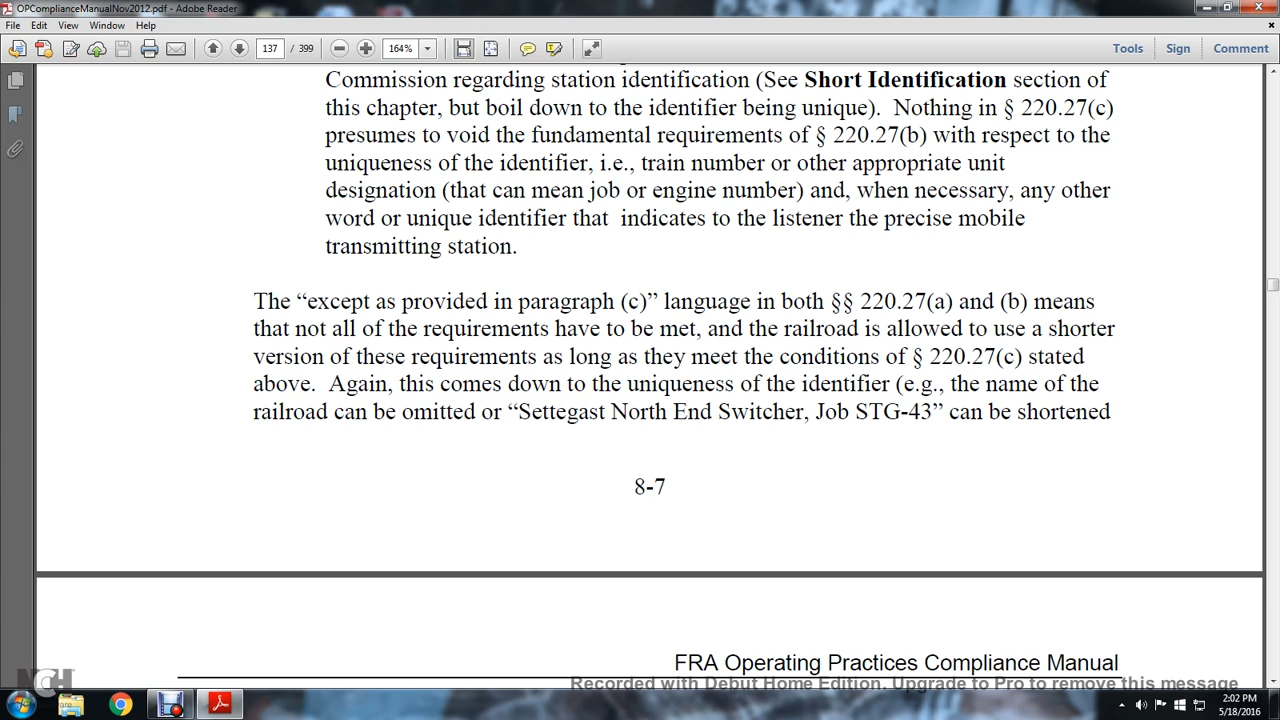 OPComplianceManualNov2012.pdf - Adobe Reader
File Edit View Window Help
137 / 399 164% Tools Sign Comment
Commission regarding station identification (See Short Identification section of
this chapter, but boil down to the identifier being unique).  Nothing in § 220.27(c)
presumes to void the fundamental requirements of § 220.27(b) with respect to the
uniqueness of the identifier, i.e., train number or other appropriate unit
designation (that can mean job or engine number) and, when necessary, any other
word or unique identifier that  indicates to the listener the precise mobile
transmitting station.
The “except as provided in paragraph (c)” language in both §§ 220.27(a) and (b) means
that not all of the requirements have to be met, and the railroad is allowed to use a shorter
version of these requirements as long as they meet the conditions of § 220.27(c) stated
above.  Again, this comes down to the uniqueness of the identifier (e.g., the name of the
railroad can be omitted or “Settegast North End Switcher, Job STG-43” can be shortened
8-7
FRA Operating Practices Compliance Manual
Recorded with Debut Home Edition. Upgrade to Pro to remove this message
NCH
2:02 PM
5/18/2016